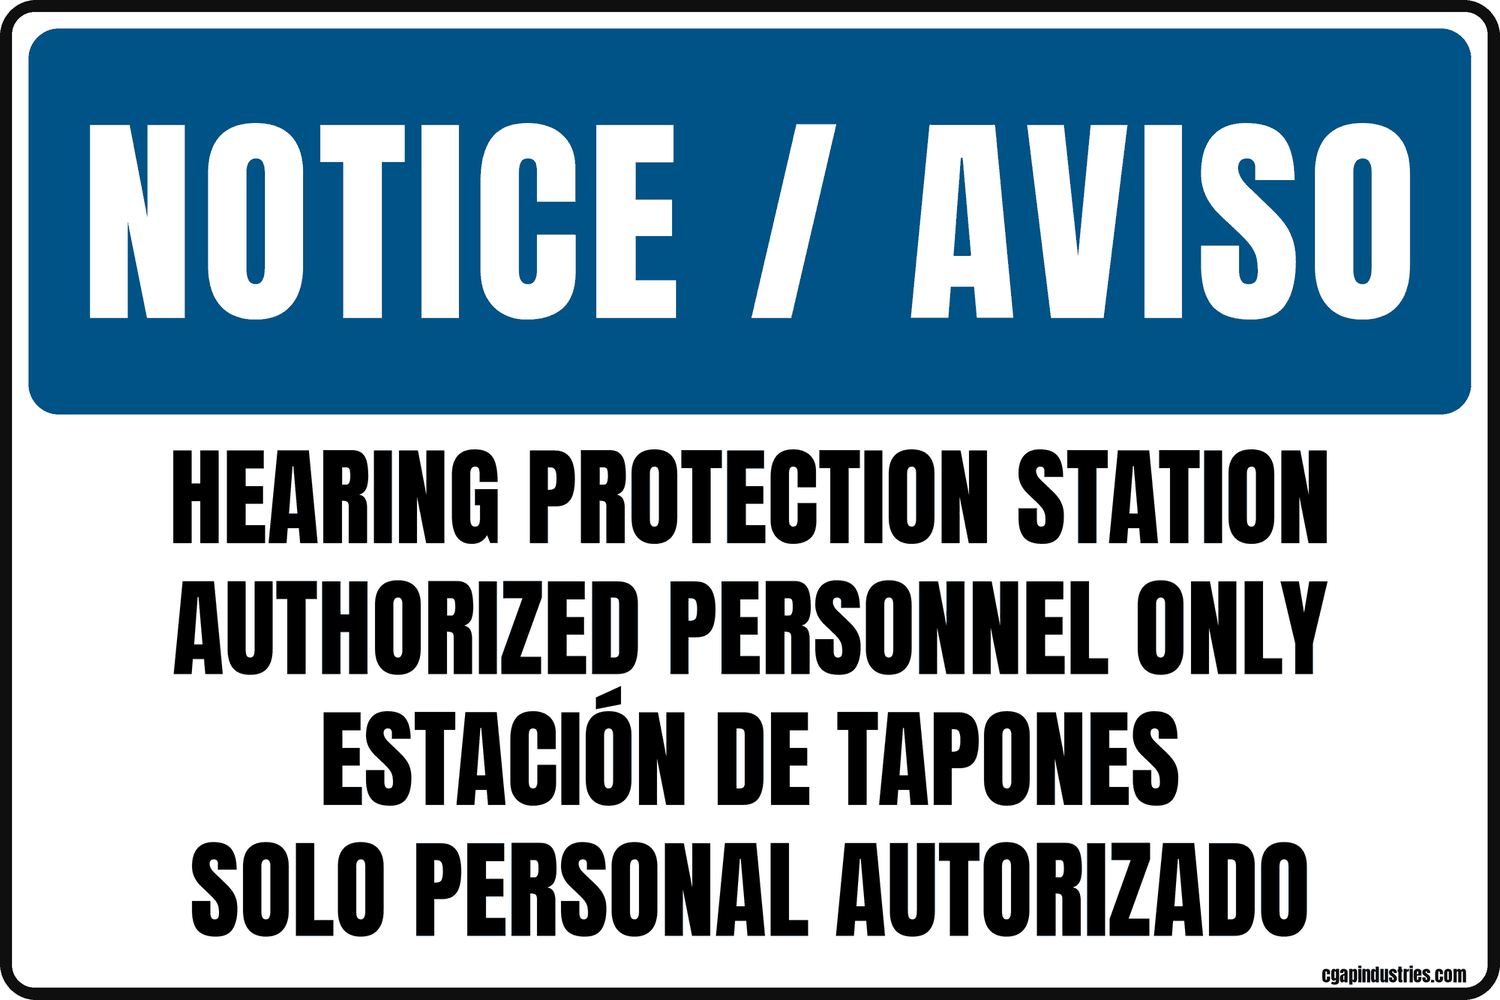 NOTICE / AVISO
HEARING PROTECTION STATION
AUTHORIZED PERSONNEL ONLY
ESTACIÓN DE TAPONES
SOLO PERSONAL AUTORIZADO
cgapindustries.com